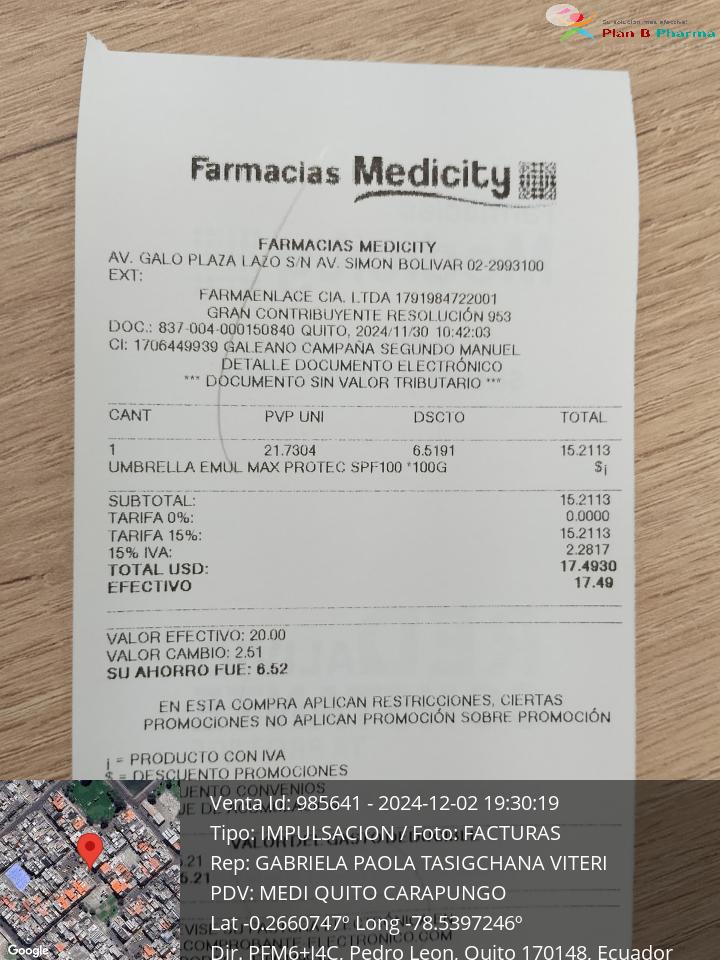 Su solución más efectiva!
Plan B Pharma
Farmacias Medicity
FARMACIAS MEDICITY
AV. GALO PLAZA LAZO S/N AV. SIMON BOLIVAR 02-2993100
EXT:
FARMAENLACE CIA. LTDA 1791984722001
GRAN CONTRIBUYENTE RESOLUCIÓN 953
DOC.: 837-004-000150840 QUITO, 2024/11/30 10:42:03
CI: 1706449939 GALEANO CAMPAÑA SEGUNDO MANUEL
DETALLE DOCUMENTO ELECTRÓNICO
*** DOCUMENTO SIN VALOR TRIBUTARIO ***
CANT PVP UNI DSCTO TOTAL
1 21.7304 6.5191 15.2113
UMBRELLA EMUL MAX PROTEC SPF100 *100G $¡
SUBTOTAL: 15.2113
TARIFA 0%: 0.0000
TARIFA 15%: 15.2113
15% IVA: 2.2817
TOTAL USD: 17.4930
EFECTIVO 17.49
VALOR EFECTIVO: 20.00
VALOR CAMBIO: 2.51
SU AHORRO FUE: 6.52
EN ESTA COMPRA APLICAN RESTRICCIONES, CIERTAS
PROMOCIONES NO APLICAN PROMOCIÓN SOBRE PROMOCIÓN
¡ = PRODUCTO CON IVA
$ = DESCUENTO PROMOCIONES
CONVENIOS
Venta Id: 985641 - 2024-12-02 19:30:19
Tipo: IMPULSACION / Foto: FACTURAS
Rep: GABRIELA PAOLA TASIGCHANA VITERI
PDV: MEDI QUITO CARAPUNGO
Lat -0.2660747º Long -78.5397246º
Dir. PFM6+J4C, Pedro Leon, Quito 170148, Ecuador
Google